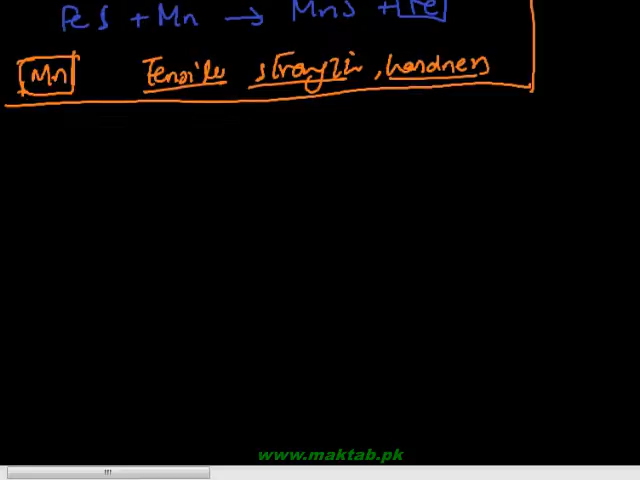 FeS + Mn → MnS + Fe
Mn Tensile strength, hardness
www.maktab.pk